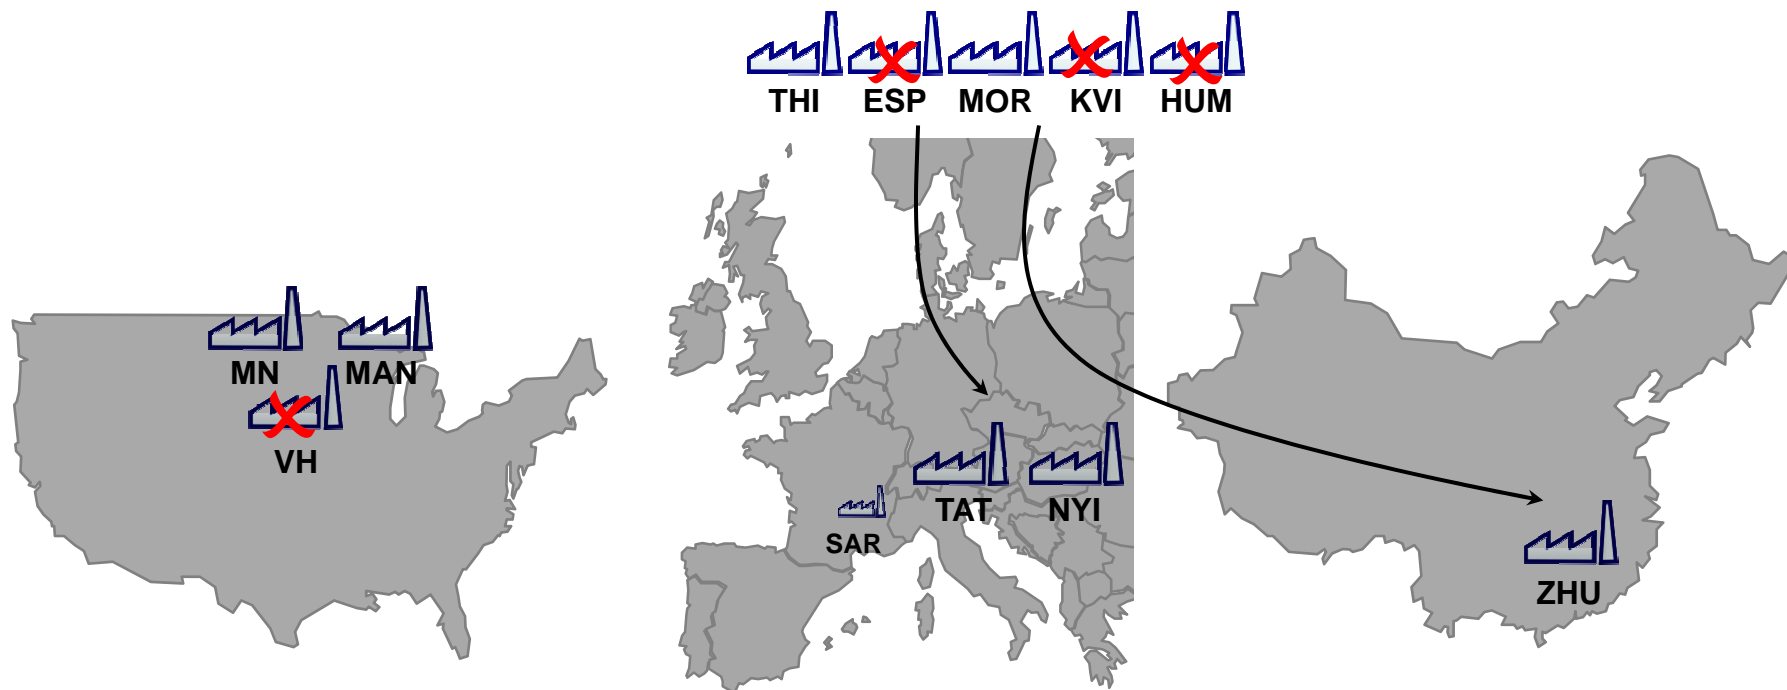 THI ESP MOR KVI HUM
MN MAN
VH
TAT NYI
SAR
ZHU